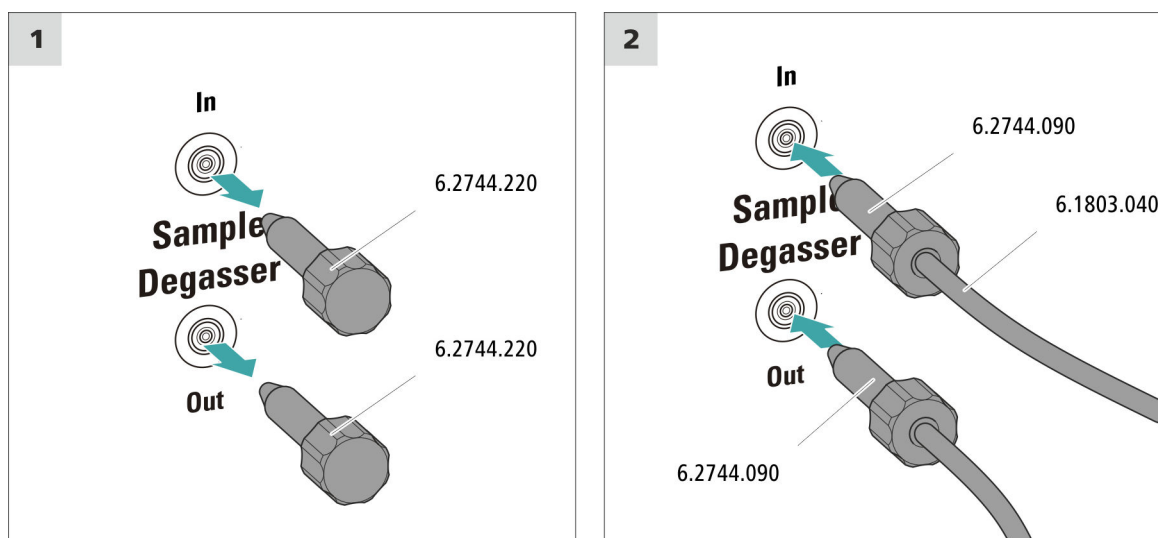 1
In
6.2744.220
Sample
Degasser
6.2744.220
Out
2
In
6.2744.090
6.1803.040
Sample
Degasser
Out
6.2744.090